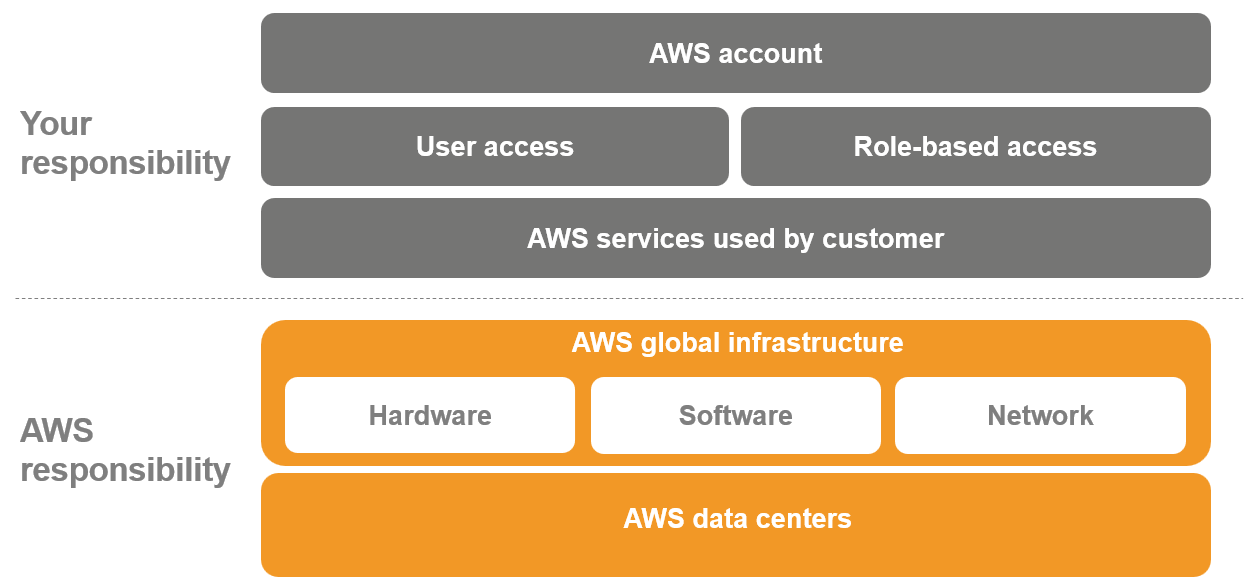 AWS account
Your
responsibility
User access
Role-based access
AWS services used by customer
AWS global infrastructure
Hardware
Software
Network
AWS
responsibility
AWS data centers